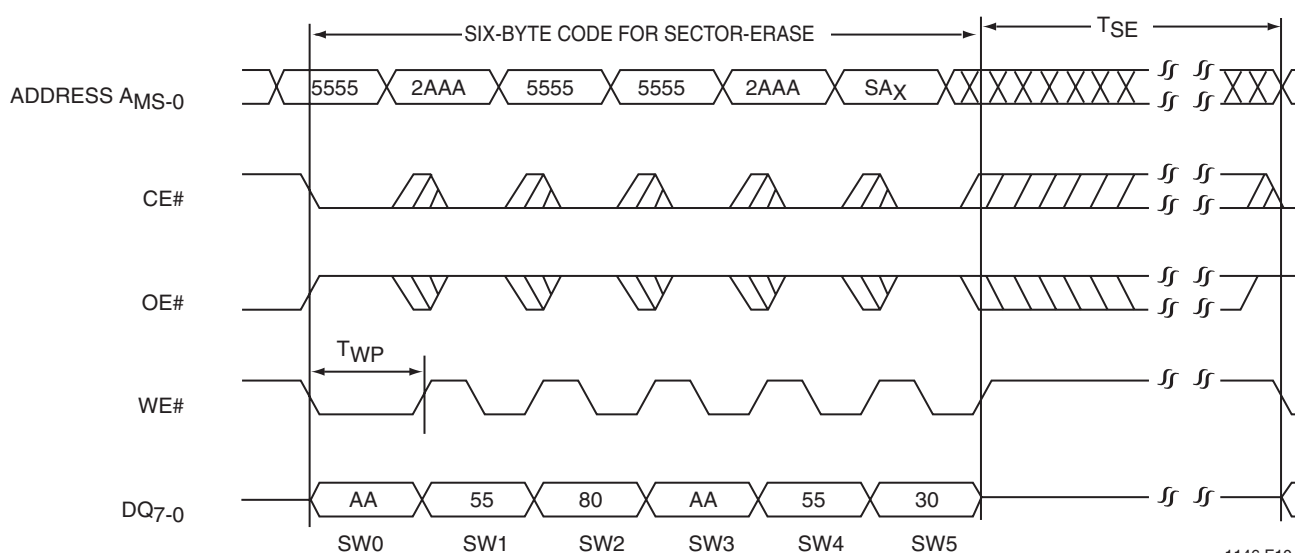 SIX-BYTE CODE FOR SECTOR-ERASE TSE
ADDRESS AMS-0 5555 2AAA 5555 5555 2AAA SAX
CE#
OE#
TWP
WE#
DQ7-0 AA 55 80 AA 55 30
SW0 SW1 SW2 SW3 SW4 SW5